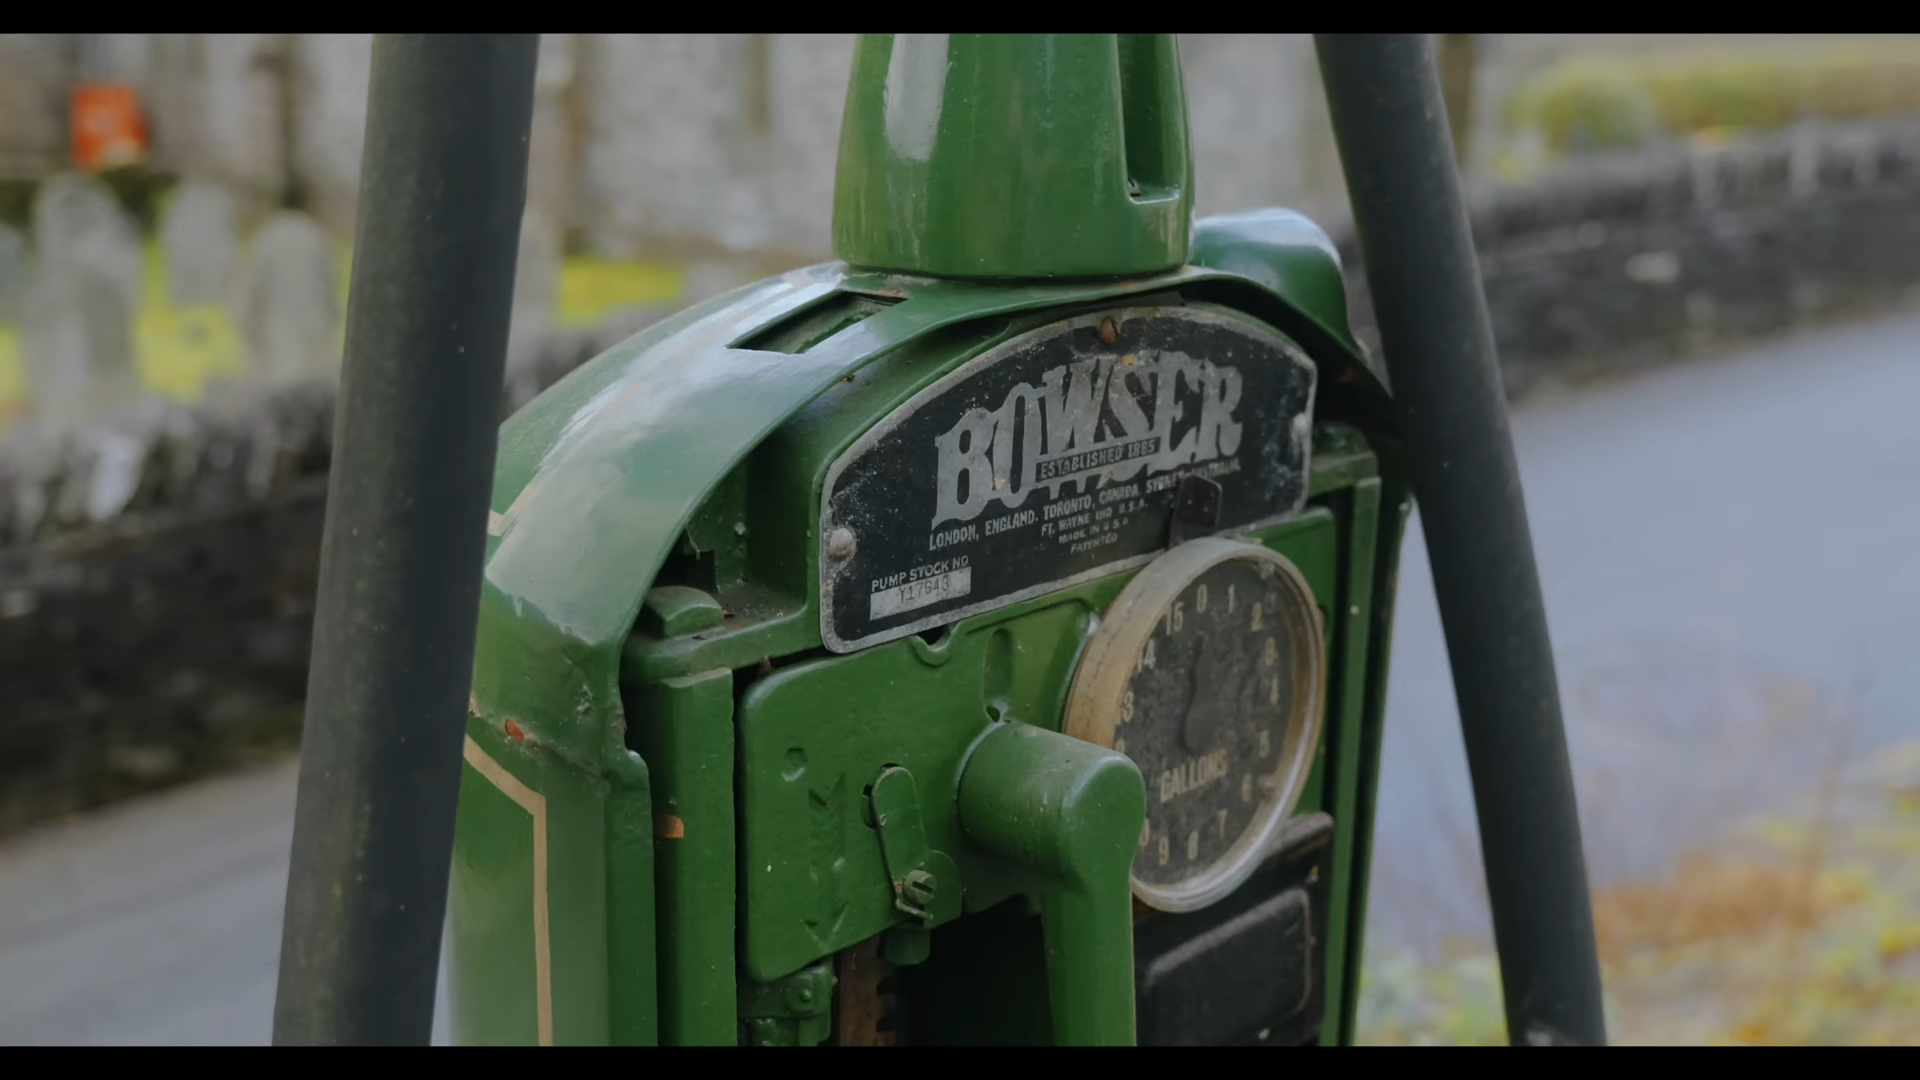 BOWSER
ESTABLISHED 1885
LONDON, ENGLAND. TORONTO, CANADA. SYDNEY-AUSTRALIA.
FT. WAYNE IND U.S.A.
MADE IN U.S.A
PATENTED
PUMP STOCK NO
15 0 1 2 3 4 5 6 7 8 9
14
13
GALLONS